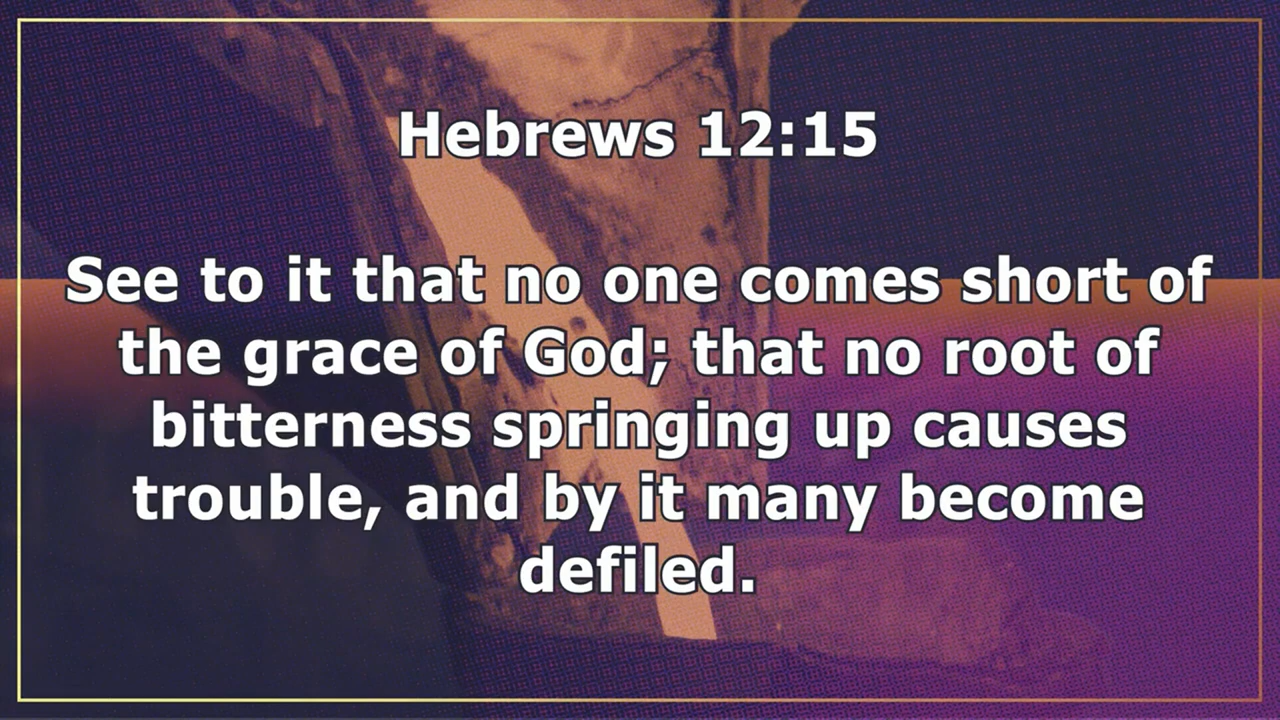 Hebrews 12:15
See to it that no one comes short of
the grace of God; that no root of
bitterness springing up causes
trouble, and by it many become
defiled.